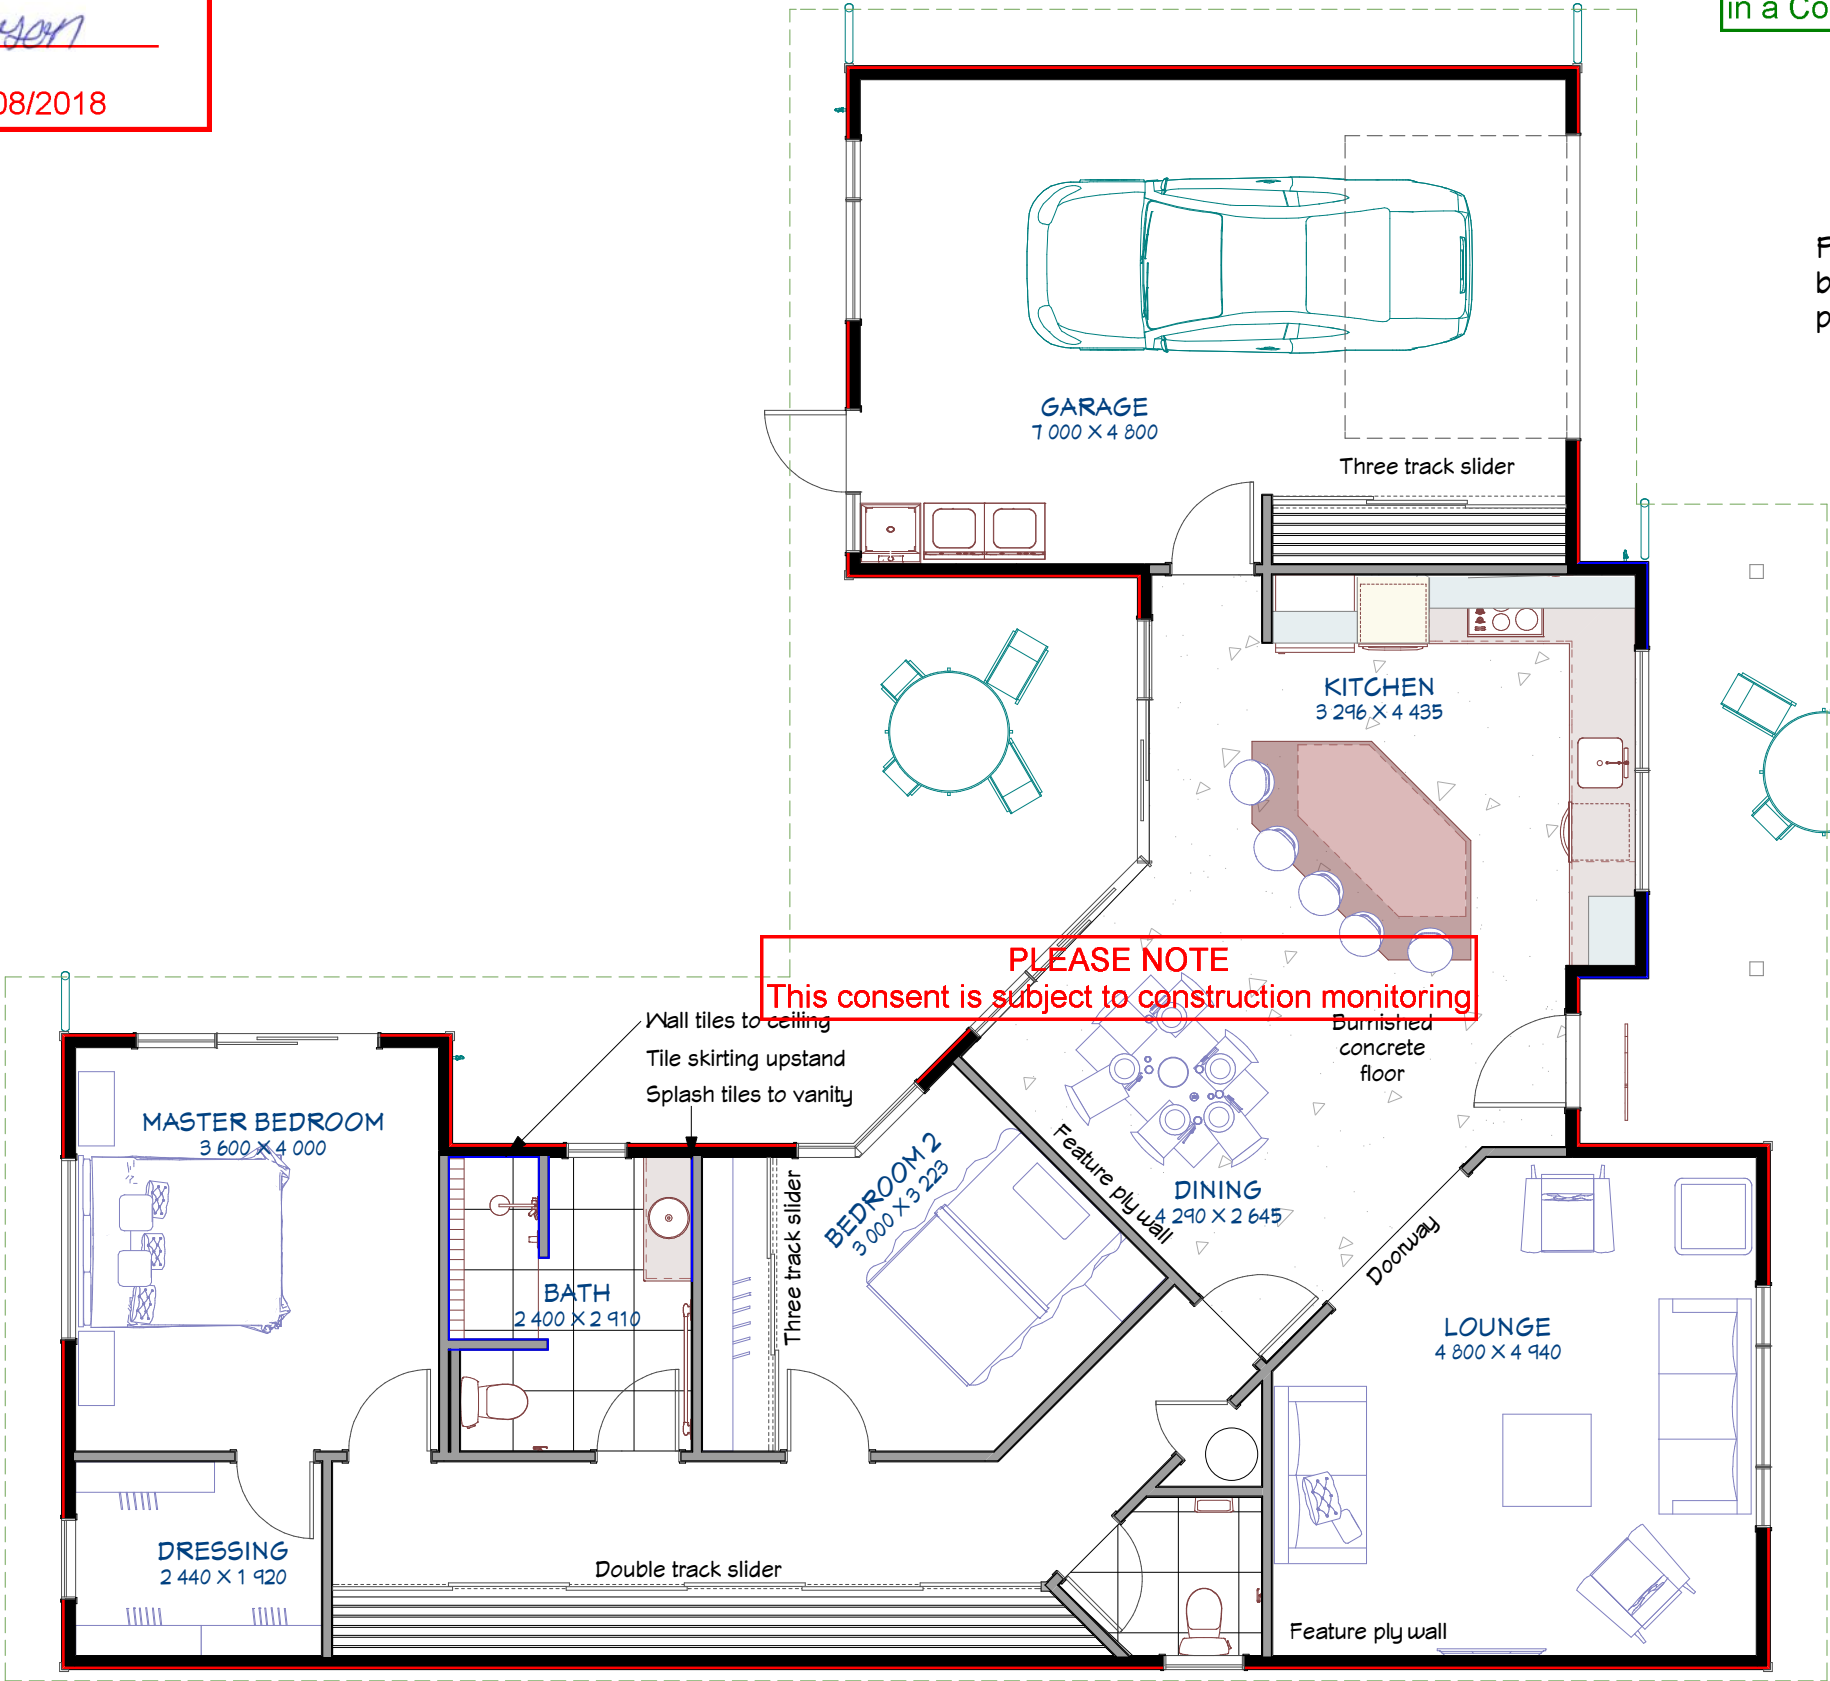 08/2018
in a Co
GARAGE
7 000 X 4 800
Three track slider
KITCHEN
3 296 X 4 435
PLEASE NOTE
This consent is subject to construction monitoring
Wall tiles to ceiling
Tile skirting upstand
Splash tiles to vanity
Burnished
concrete
floor
MASTER BEDROOM
3 600 X 4 000
BEDROOM 2
3 000 X 3 223
Feature ply wall
DINING
4 290 X 2 645
Three track slider
Doorway
BATH
2 400 X 2 910
LOUNGE
4 800 X 4 940
DRESSING
2 440 X 1 920
Double track slider
Feature ply wall